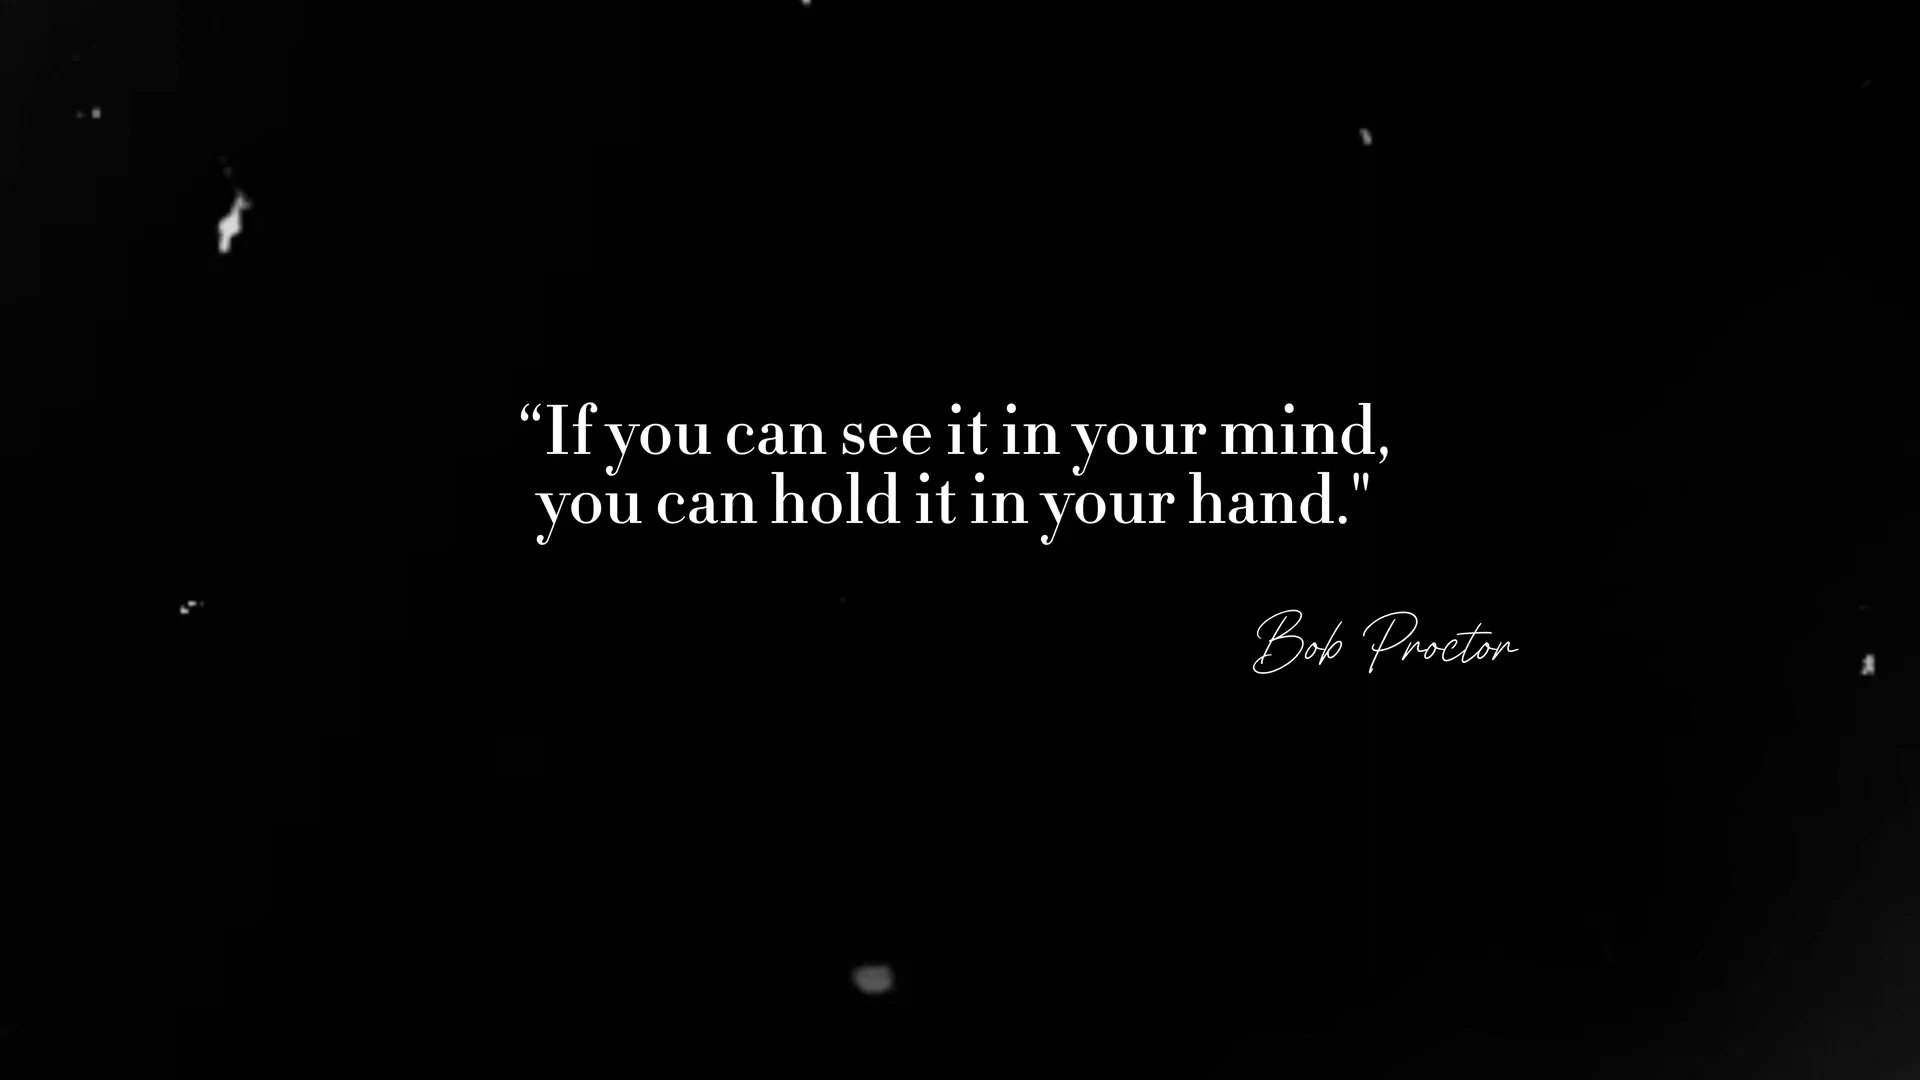 “If you can see it in your mind,
you can hold it in your hand."
Bob Proctor